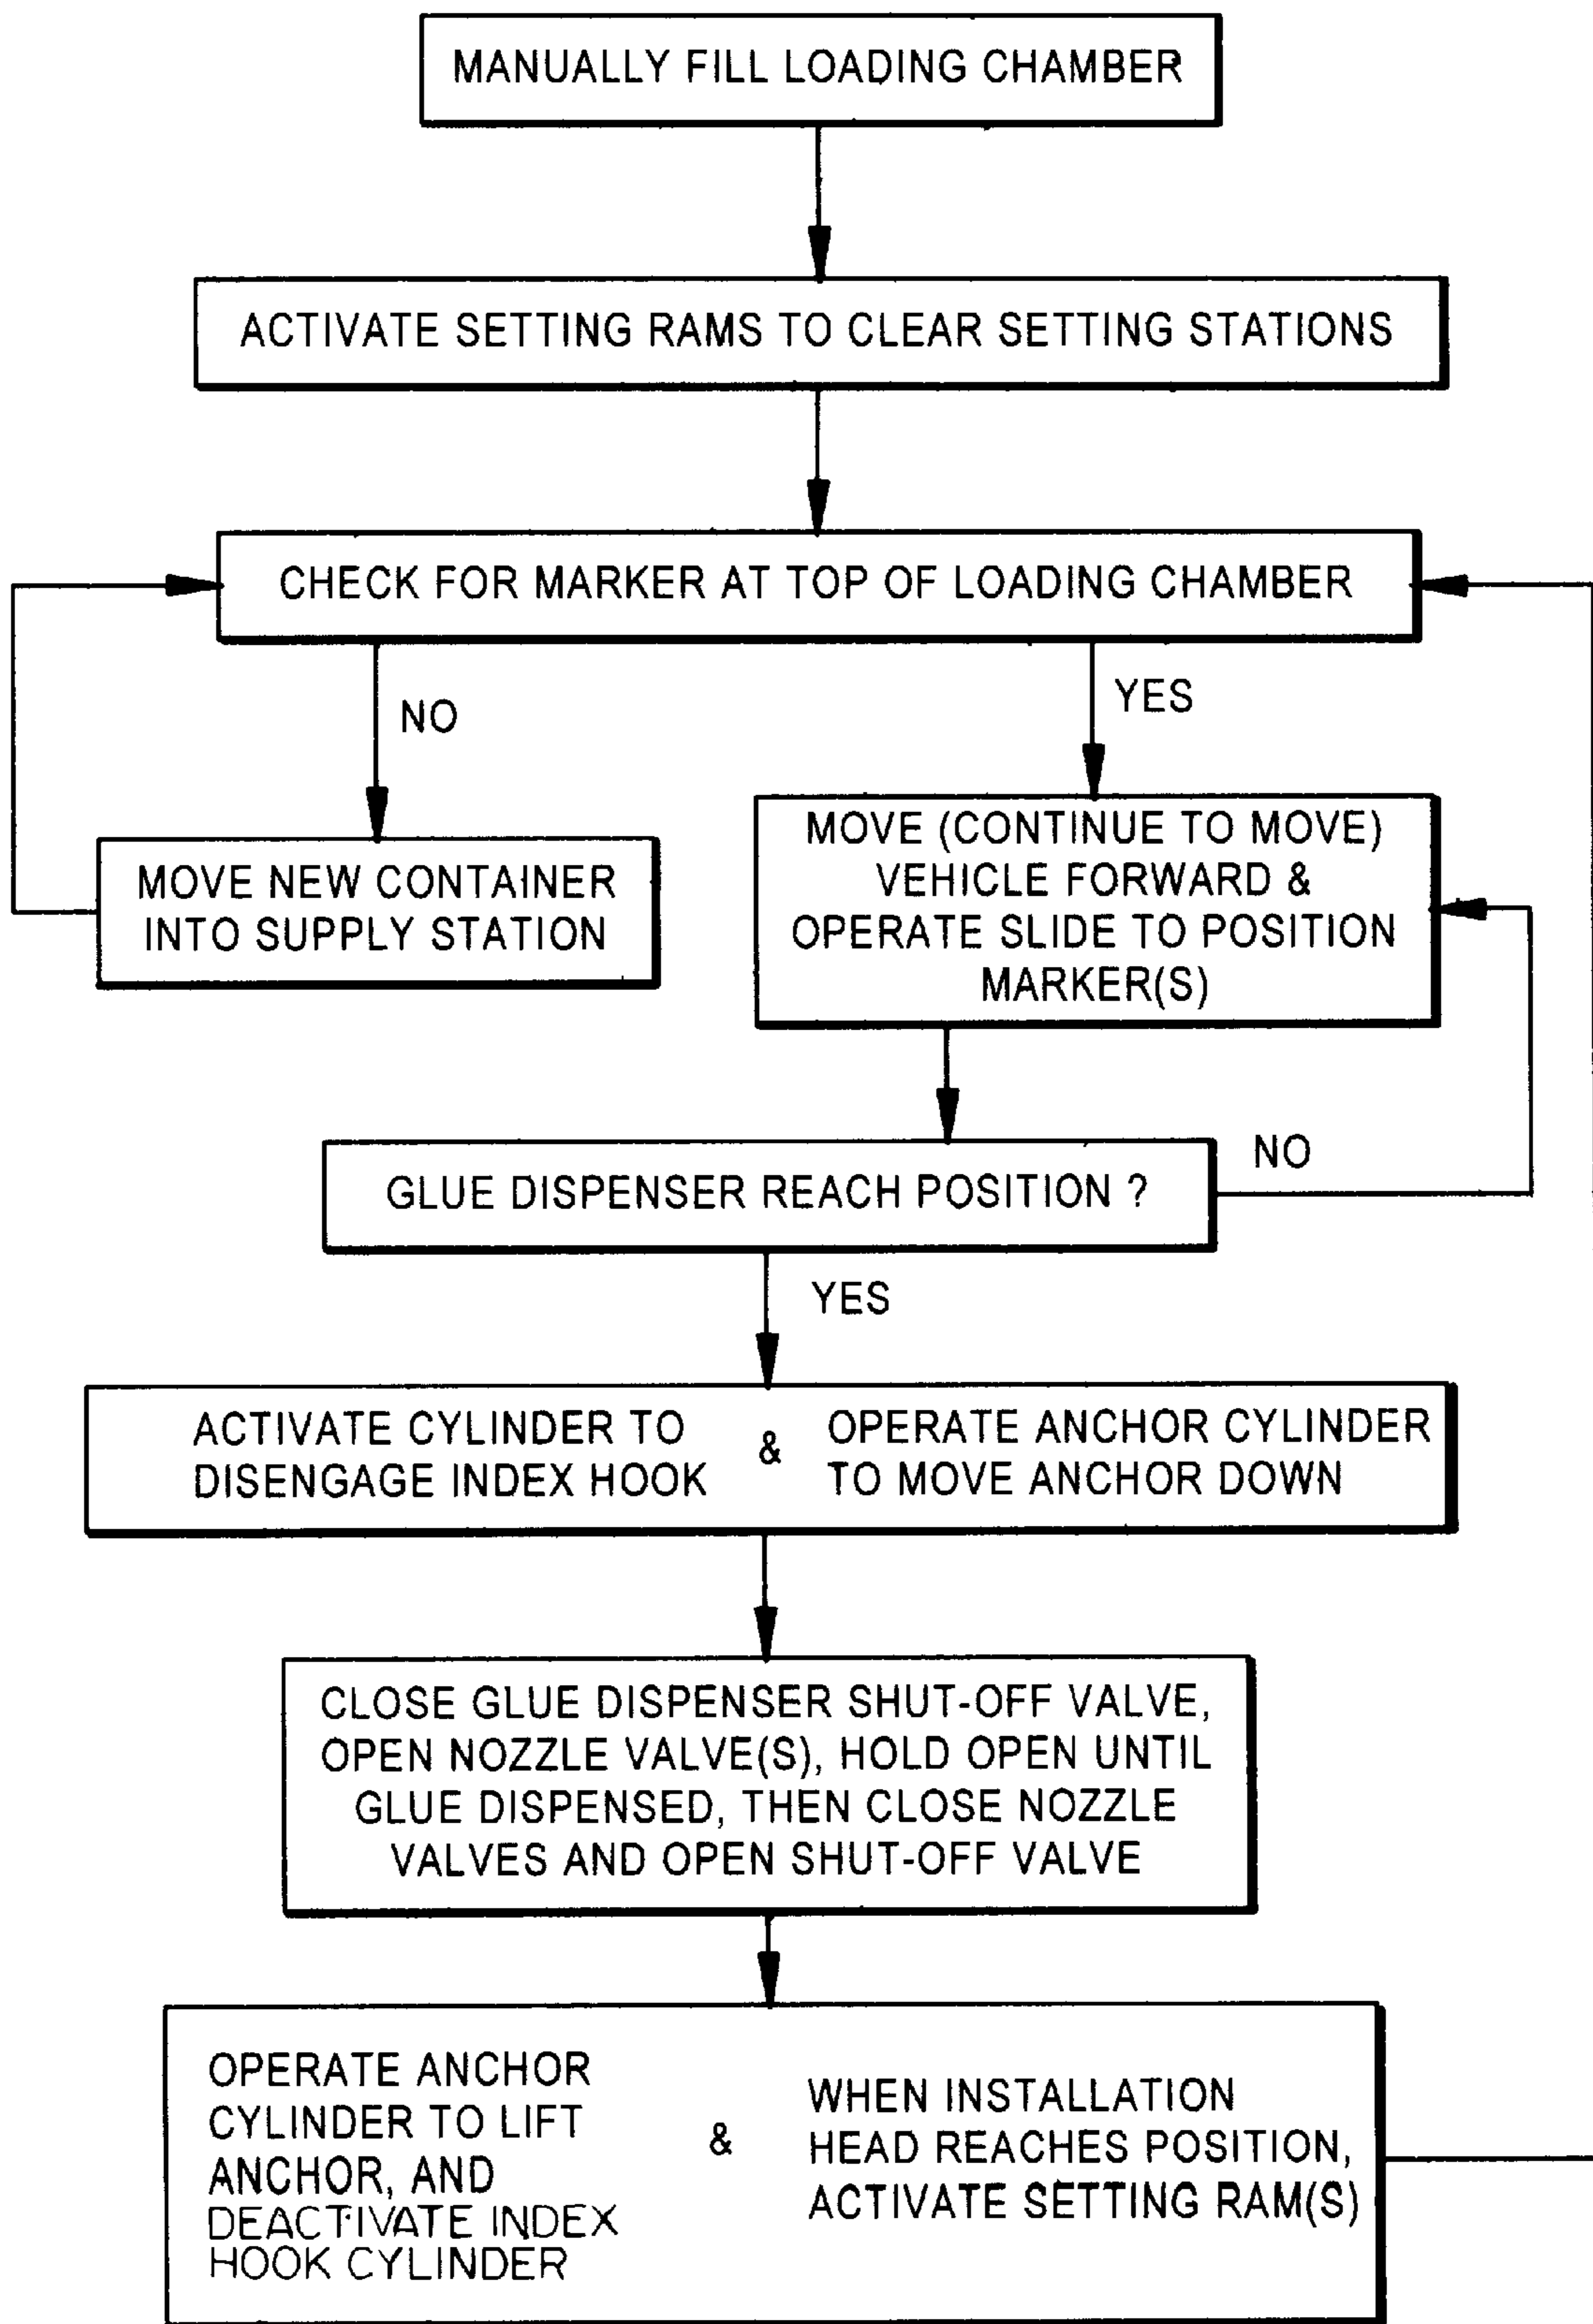 MANUALLY FILL LOADING CHAMBER
ACTIVATE SETTING RAMS TO CLEAR SETTING STATIONS
CHECK FOR MARKER AT TOP OF LOADING CHAMBER
NO
YES
MOVE NEW CONTAINER
INTO SUPPLY STATION
MOVE (CONTINUE TO MOVE)
VEHICLE FORWARD &
OPERATE SLIDE TO POSITION
MARKER(S)
GLUE DISPENSER REACH POSITION ?
NO
YES
ACTIVATE CYLINDER TO
DISENGAGE INDEX HOOK
&
OPERATE ANCHOR CYLINDER
TO MOVE ANCHOR DOWN
CLOSE GLUE DISPENSER SHUT-OFF VALVE,
OPEN NOZZLE VALVE(S), HOLD OPEN UNTIL
GLUE DISPENSED, THEN CLOSE NOZZLE
VALVES AND OPEN SHUT-OFF VALVE
OPERATE ANCHOR
CYLINDER TO LIFT
ANCHOR, AND
DEACTIVATE INDEX
HOOK CYLINDER
&
WHEN INSTALLATION
HEAD REACHES POSITION,
ACTIVATE SETTING RAM(S)